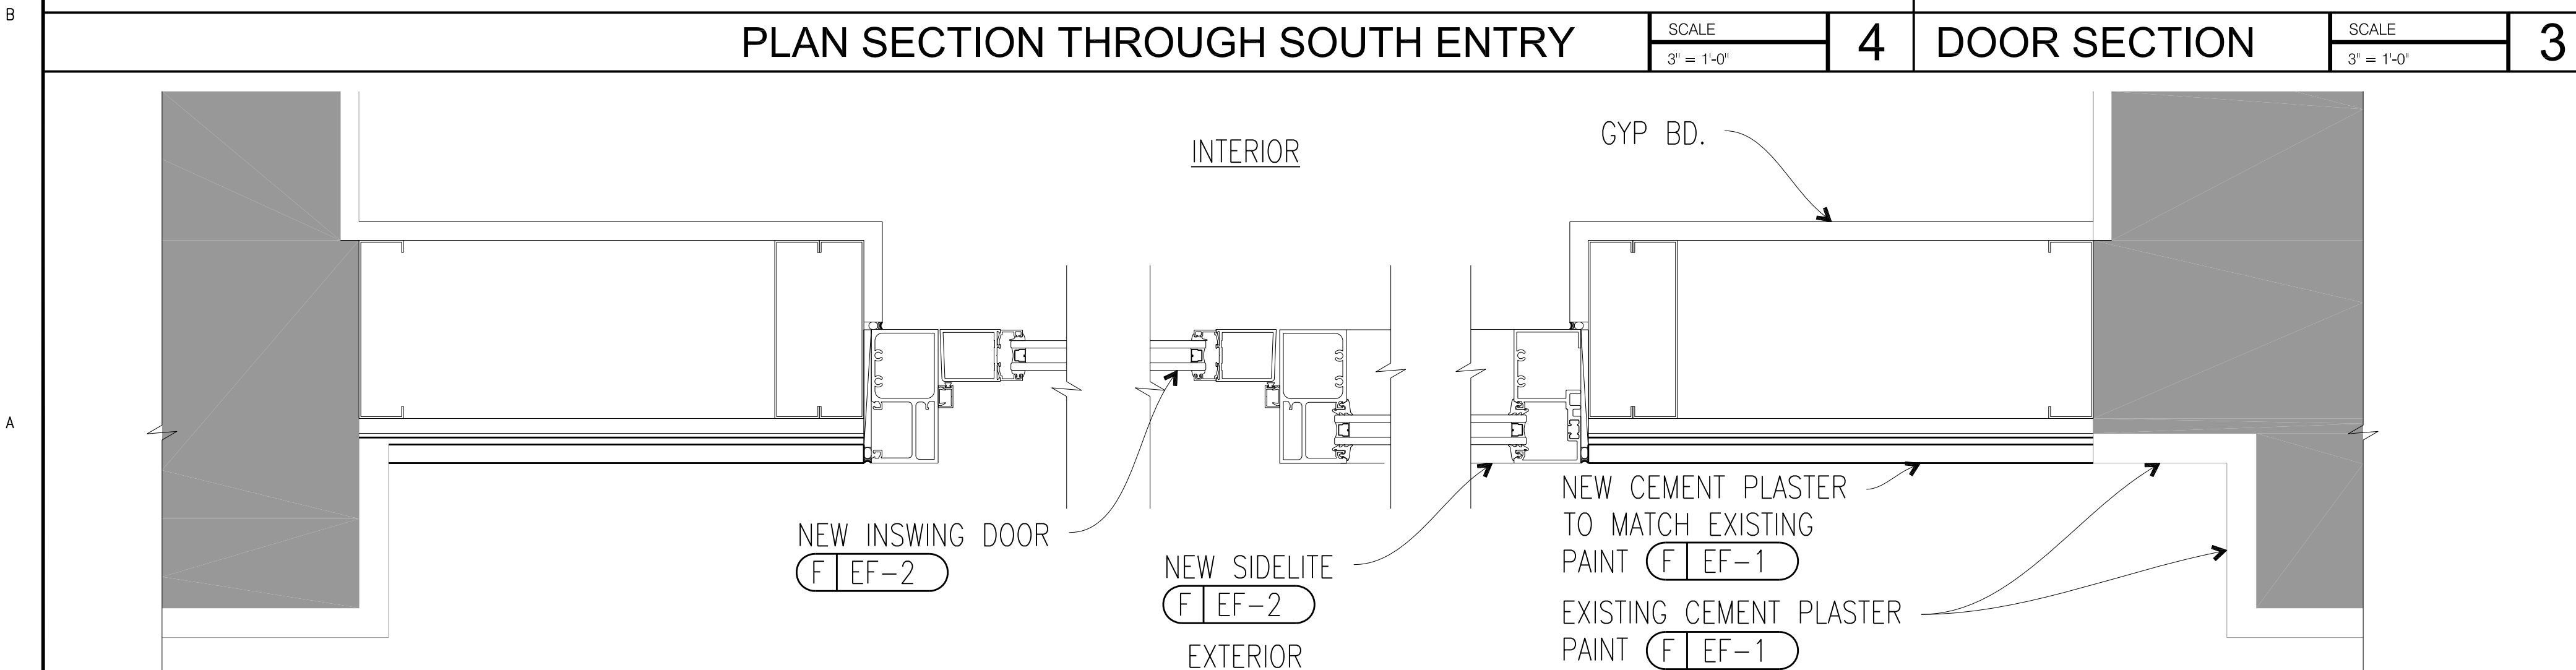 B
PLAN SECTION THROUGH SOUTH ENTRY
SCALE
3" = 1'-0"
4
DOOR SECTION
SCALE
3" = 1'-0"
3
INTERIOR
GYP BD.
A
NEW INSWING DOOR
F EF-2
NEW SIDELITE
F EF-2
EXTERIOR
NEW CEMENT PLASTER
TO MATCH EXISTING
PAINT F EF-1
EXISTING CEMENT PLASTER
PAINT F EF-1